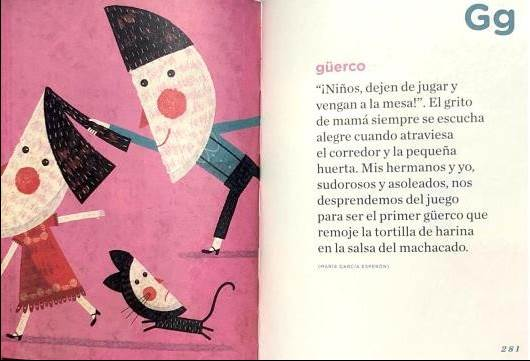 Gg
güerco
“¡Niños, dejen de jugar y
vengan a la mesa!”. El grito
de mamá siempre se escucha
alegre cuando atraviesa
el corredor y la pequeña
huerta. Mis hermanos y yo,
sudorosos y asoleados, nos
desprendemos del juego
para ser el primer güerco que
remoje la tortilla de harina
en la salsa del machacado.
(MARÍA GARCÍA ESPERÓN)
281